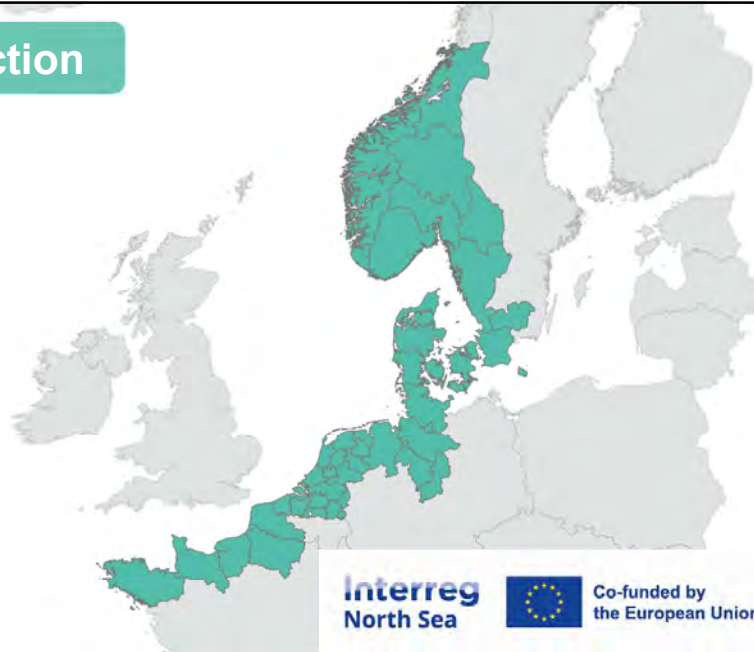 ction
Interreg
North Sea
Co-funded by
the European Union